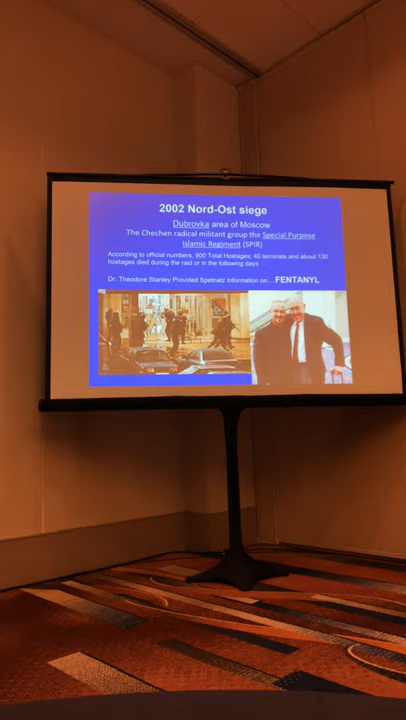 2002 Nord-Ost siege
Dubrovka area of Moscow
The Chechen radical militant group the Special Purpose
Islamic Regiment (SPIR)
According to official numbers, 900 Total Hostages; 40 terrorists and about 130
hostages died during the raid or in the following days
Dr. Theodore Stanley Provided Spetnatz Information on... FENTANYL